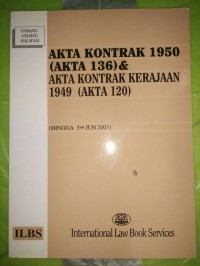 UNDANG
UNDANG
MALAYSIA
AKTA KONTRAK 1950
(AKTA 136) &
AKTA KONTRAK KERAJAAN
1949 (AKTA 120)
(HINGGA 5HB JUN 2003)
ILBS
International Law Book Services